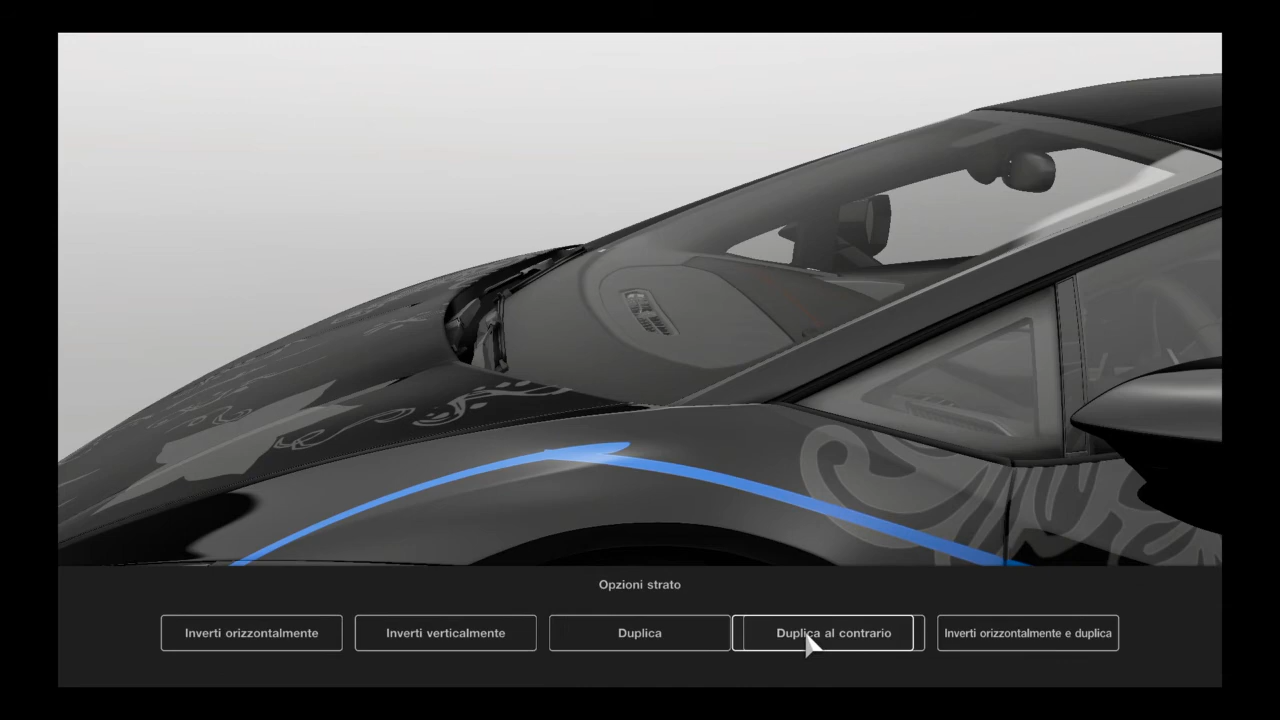 Opzioni strato
Inverti orizzontalmente
Inverti verticalmente
Duplica
Duplica al contrario
Inverti orizzontalmente e duplica